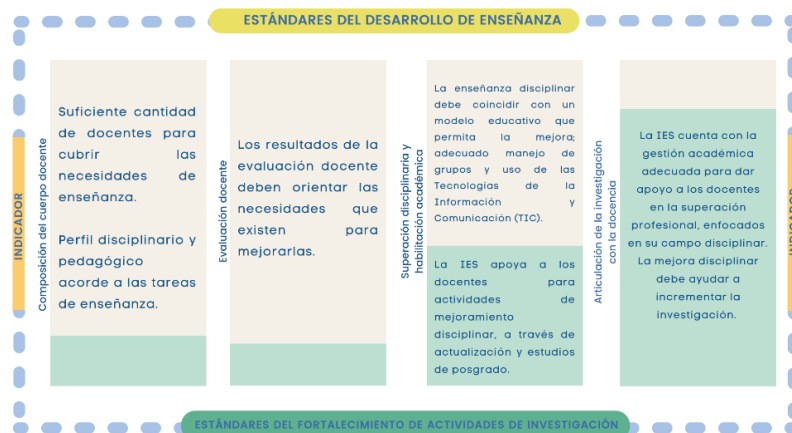 ESTÁNDARES DEL DESARROLLO DE ENSEÑANZA
INDICADOR
Composición del cuerpo docente
Suficiente cantidad
de docentes para
cubrir las
necesidades de
enseñanza.
Perfil disciplinario y
pedagógico
acorde a las tareas
de enseñanza.
Evaluación docente
Los resultados de la
evaluación docente
deben orientar las
necesidades que
existen para
mejorarlas.
Superación disciplinaria y
habilitación académica
La enseñanza disciplinar
debe coincidir con un
modelo educativo que
permita la mejora;
adecuado manejo de
grupos y uso de las
Tecnologías de la
Información y
Comunicación (TIC).
La IES apoya a los
docentes para
actividades de
mejoramiento
disciplinar, a través de
actualización y estudios
de posgrado.
Articulación de la investigación
con la docencia
La IES cuenta con la
gestión académica
adecuada para dar
apoyo a los docentes
en la superación
profesional, enfocados
en su campo disciplinar.
La mejora disciplinar
debe ayudar a
incrementar la
investigación.
INDICADOR
ESTÁNDARES DEL FORTALECIMIENTO DE ACTIVIDADES DE INVESTIGACIÓN